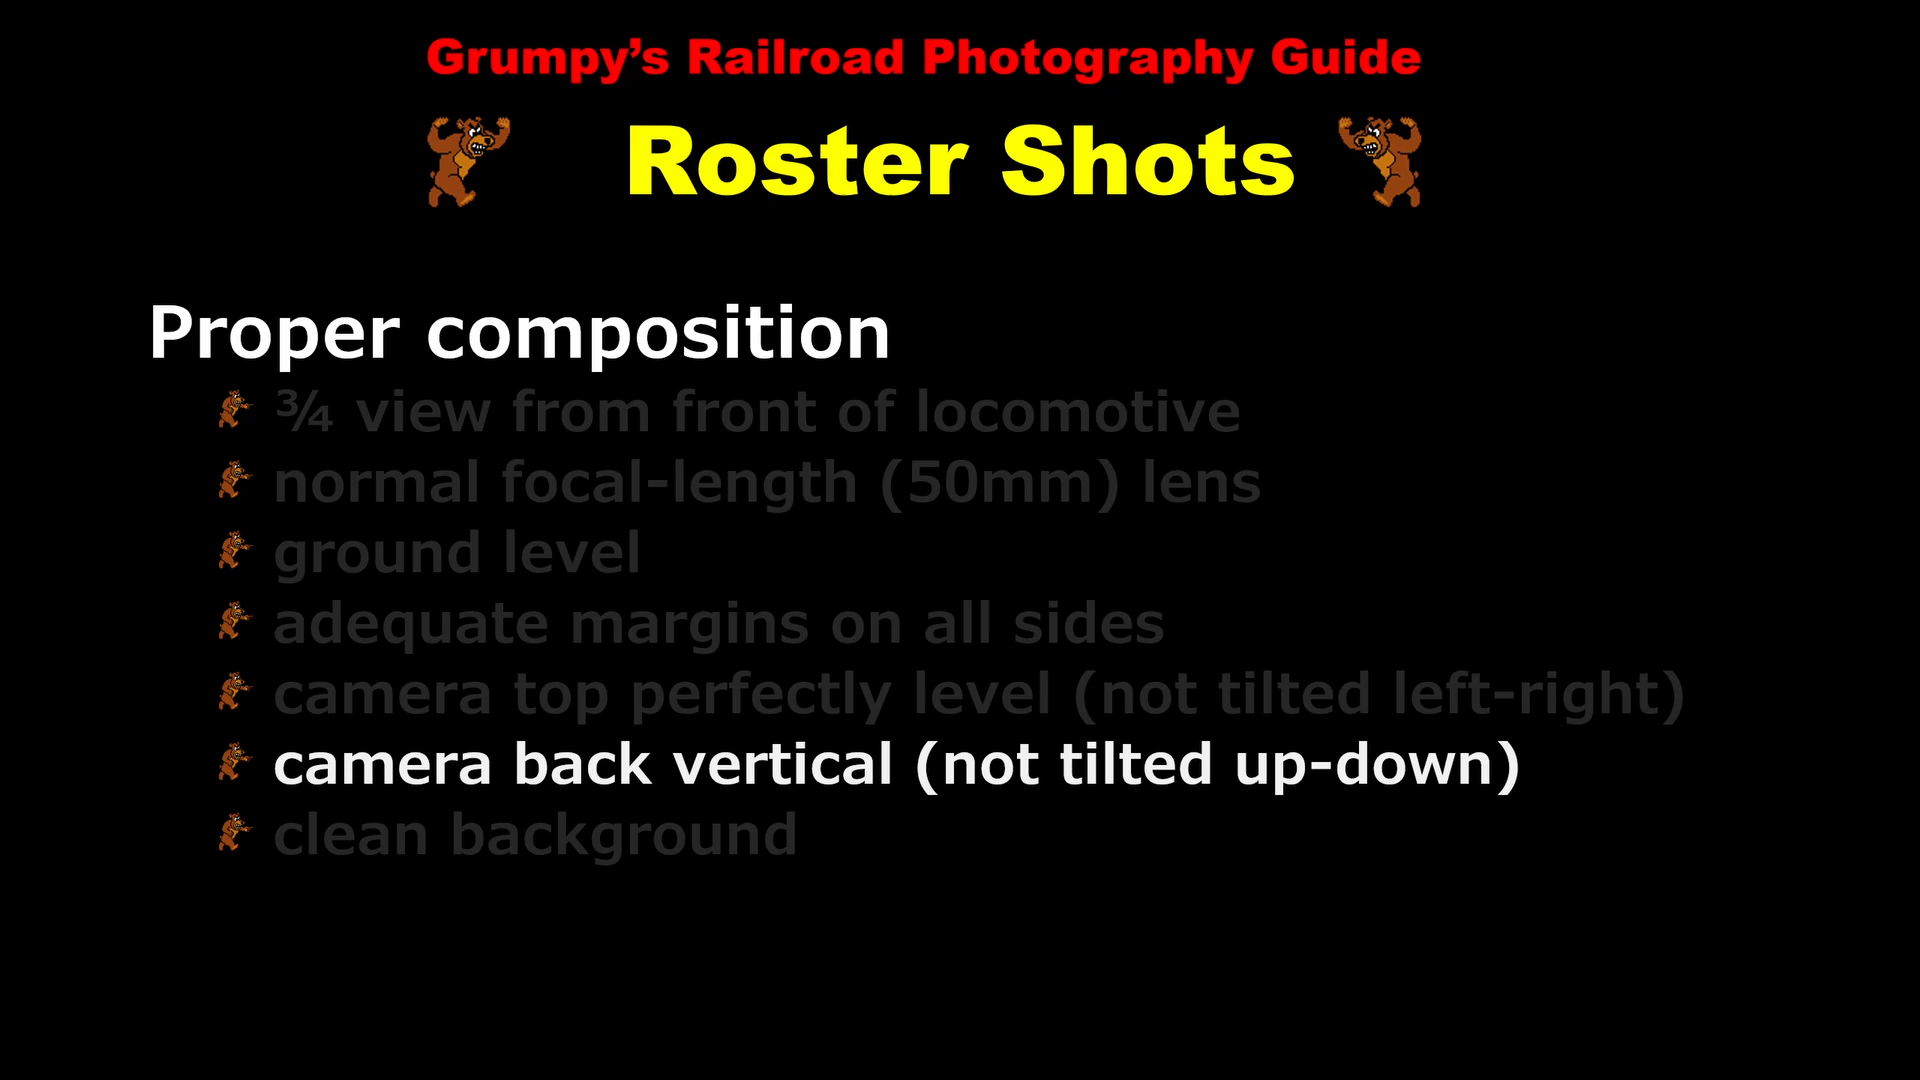 Grumpy’s Railroad Photography Guide
Roster Shots
Proper composition
¾ view from front of locomotive
normal focal-length (50mm) lens
ground level
adequate margins on all sides
camera top perfectly level (not tilted left-right)
camera back vertical (not tilted up-down)
clean background